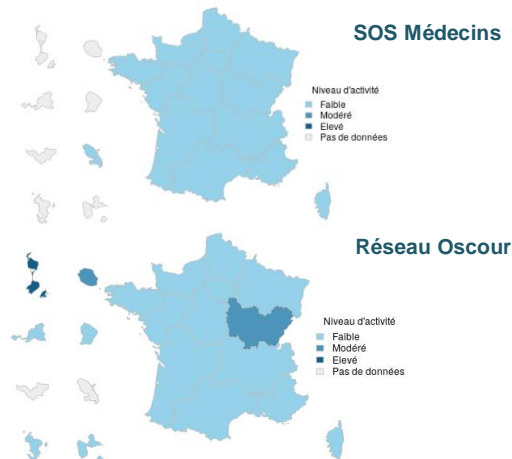 SOS Médecins
Niveau d'activité
Faible
Modéré
Elevé
Pas de données
Réseau Oscour
Niveau d'activité
Faible
Modéré
Elevé
Pas de données